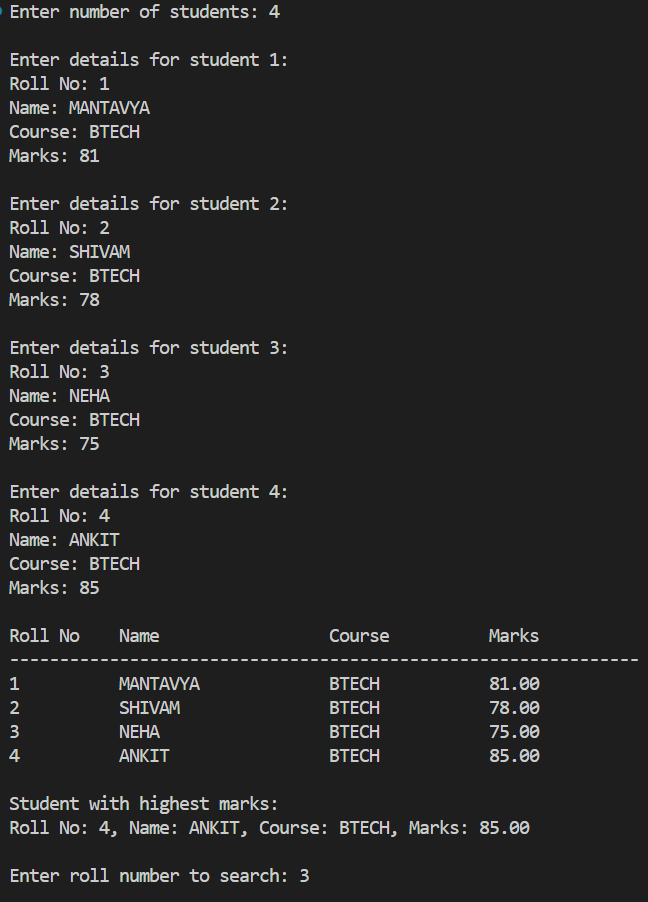 Enter number of students: 4
Enter details for student 1:
Roll No: 1
Name: MANTAVYA
Course: BTECH
Marks: 81
Enter details for student 2:
Roll No: 2
Name: SHIVAM
Course: BTECH
Marks: 78
Enter details for student 3:
Roll No: 3
Name: NEHA
Course: BTECH
Marks: 75
Enter details for student 4:
Roll No: 4
Name: ANKIT
Course: BTECH
Marks: 85
Roll No    Name                 Course          Marks
---------------------------------------------------------------
1          MANTAVYA             BTECH           81.00
2          SHIVAM               BTECH           78.00
3          NEHA                 BTECH           75.00
4          ANKIT                BTECH           85.00
Student with highest marks:
Roll No: 4, Name: ANKIT, Course: BTECH, Marks: 85.00
Enter roll number to search: 3